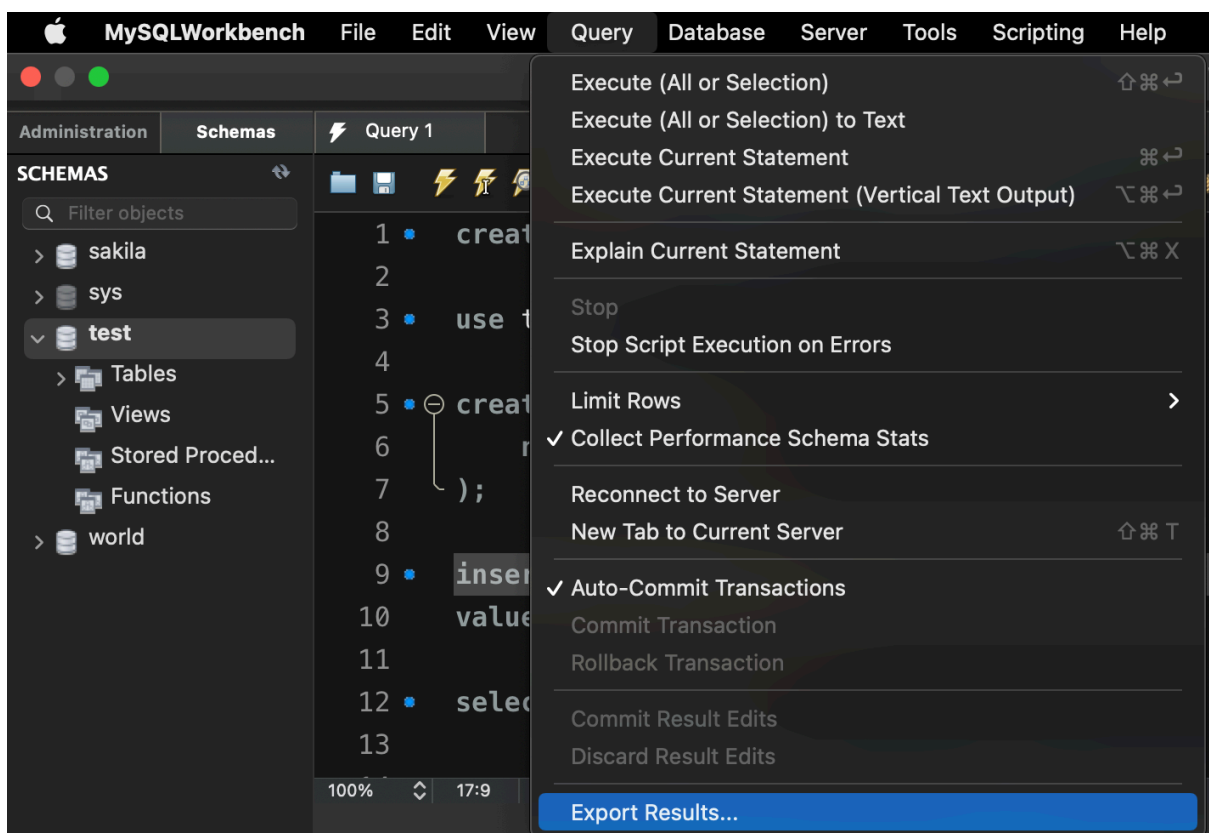 MySQLWorkbench File Edit View Query Database Server Tools Scripting Help
Administration Schemas
Query 1
SCHEMAS
Filter objects
sakila
sys
test
Tables
Views
Stored Proced...
Functions
world
1 creat
2
3 use t
4
5 creat
6
7 );
8
9 inser
10 value
11
12 selec
13
100% 17:9
Execute (All or Selection) ⇧⌘↩
Execute (All or Selection) to Text
Execute Current Statement ⌘↩
Execute Current Statement (Vertical Text Output) ⌥⌘↩
Explain Current Statement ⌥⌘X
Stop
Stop Script Execution on Errors
Limit Rows
✓ Collect Performance Schema Stats
Reconnect to Server
New Tab to Current Server ⇧⌘T
✓ Auto-Commit Transactions
Commit Transaction
Rollback Transaction
Commit Result Edits
Discard Result Edits
Export Results...